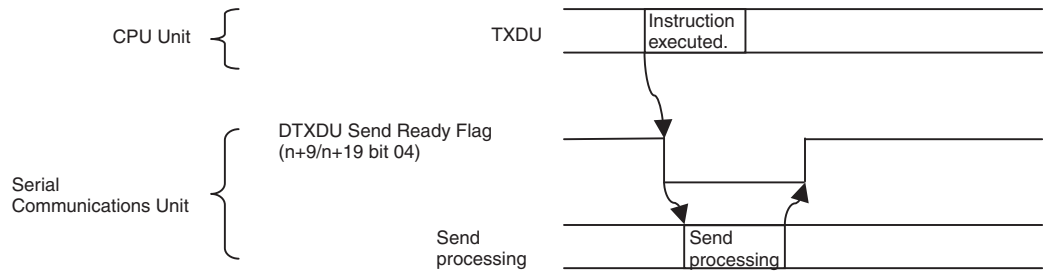 CPU Unit
TXDU
Instruction
executed.
DTXDU Send Ready Flag
(n+9/n+19 bit 04)
Serial
Communications Unit
Send
processing
Send
processing